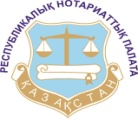 РЕСПУБЛИКАЛЫҚ НОТАРИАТТЫҚ ПАЛАТА
ҚАЗАҚСТАН